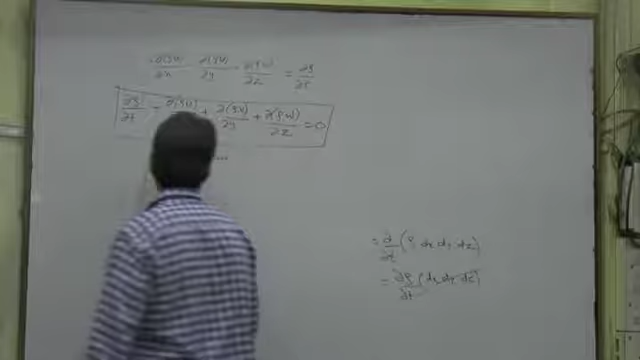 -∂(ρu)/∂x - ∂(ρv)/∂y - ∂(ρw)/∂z = ∂ρ/∂t
∂ρ/∂t + ∂(ρu) + ∂(ρv)/∂y + ∂(ρw)/∂z = 0
= ∂/∂t (ρ dx dy dz)
= ∂ρ/∂t (dx dy dz)